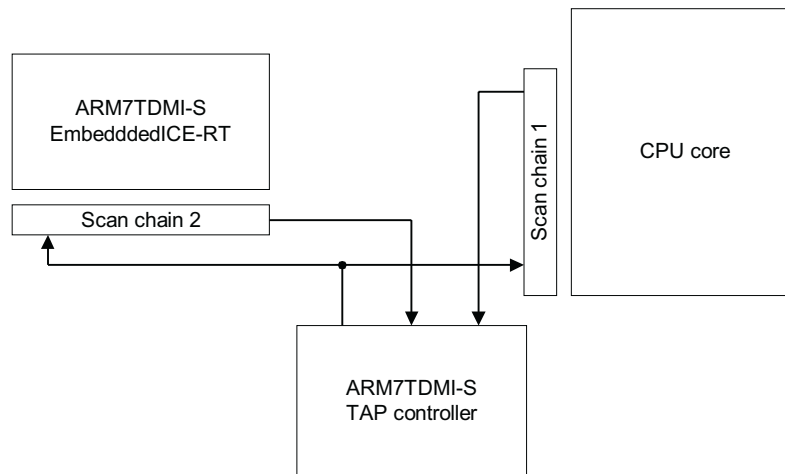 ARM7TDMI-S
EmbedddedICE-RT
Scan chain 2
Scan chain 1
CPU core
ARM7TDMI-S
TAP controller